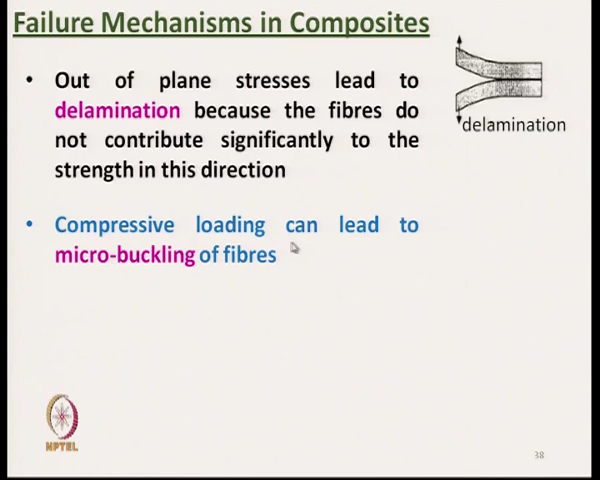 Failure Mechanisms in Composites
• Out of plane stresses lead to
delamination because the fibres do
not contribute significantly to the
strength in this direction
delamination
• Compressive loading can lead to
micro-buckling of fibres
NPTEL
38